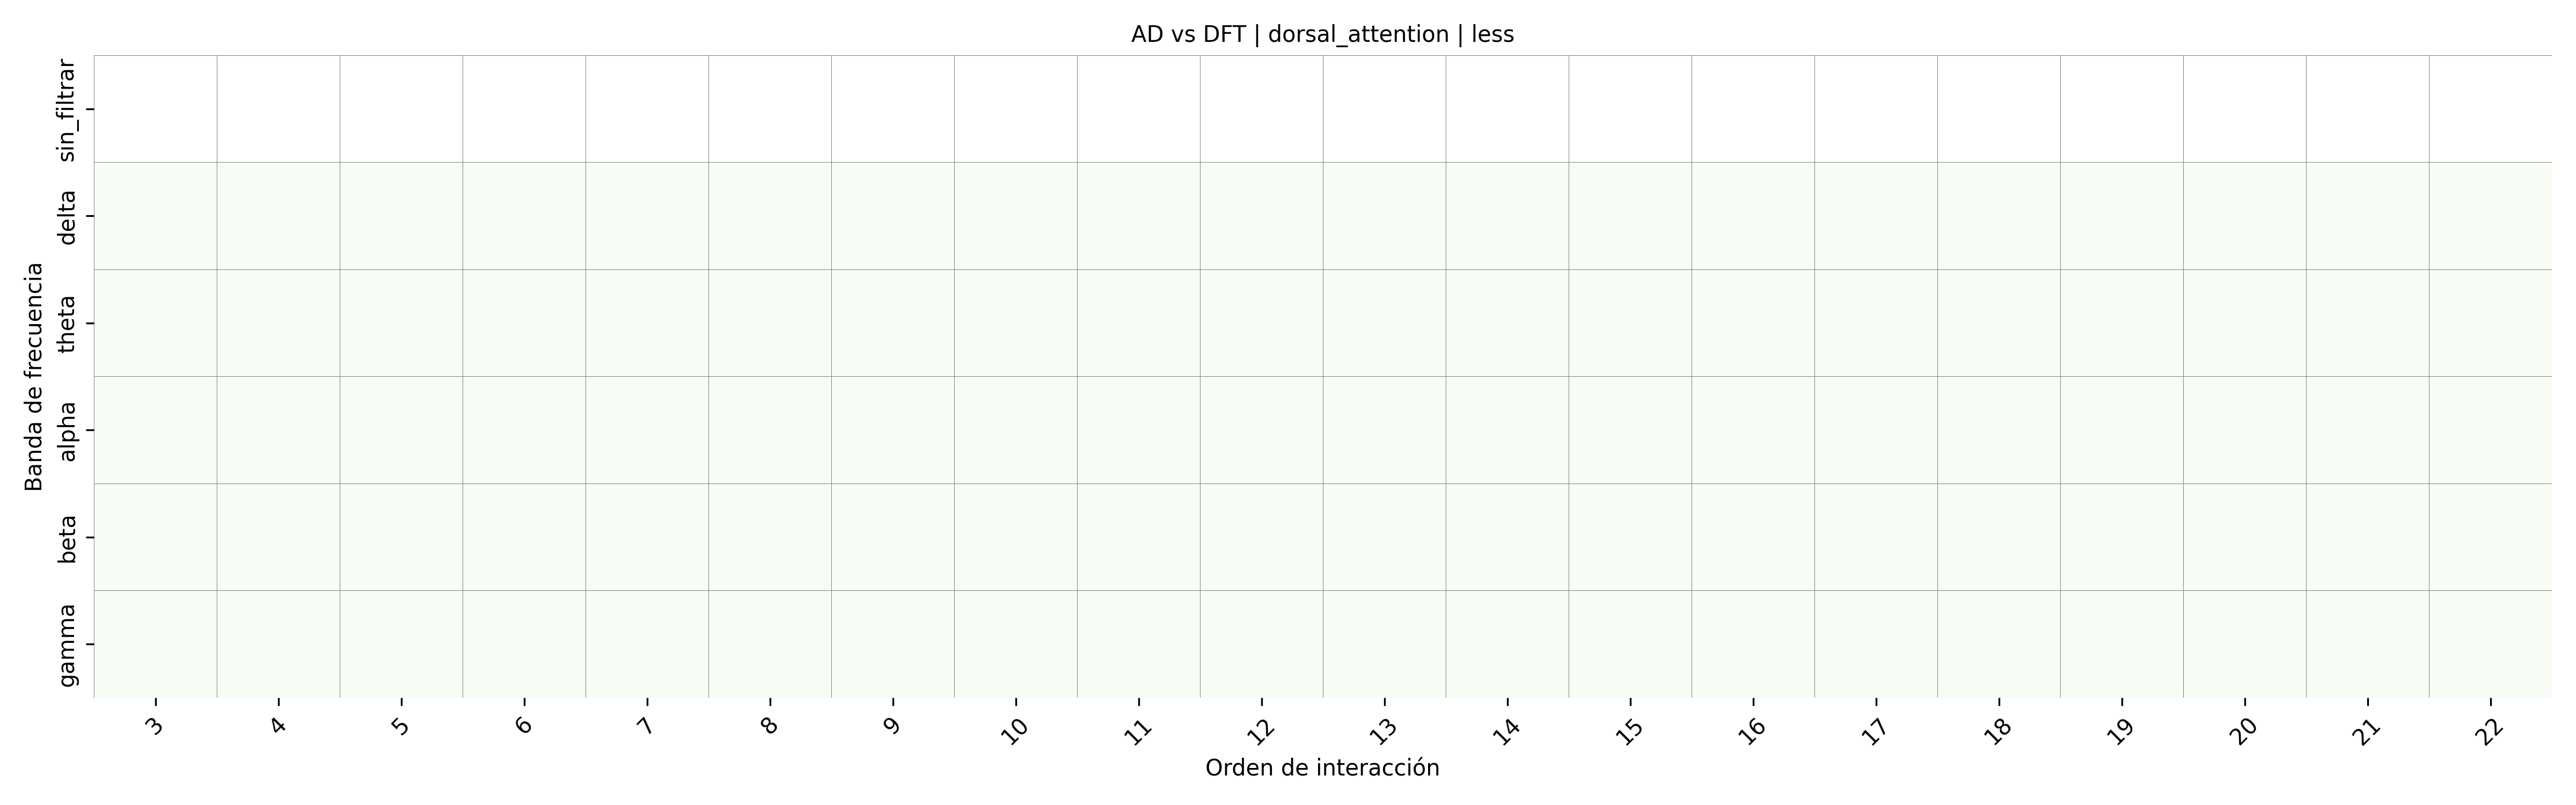 AD vs DFT | dorsal_attention | less
Banda de frecuencia
sin_filtrar
delta
theta
alpha
beta
gamma
3 4 5 6 7 8 9 10 11 12 13 14 15 16 17 18 19 20 21 22
Orden de interacción